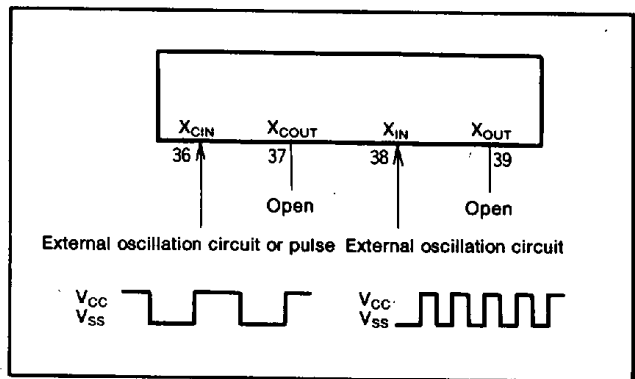 XCIN XCOUT XIN XOUT
36 37 38 39
Open Open
External oscillation circuit or pulse External oscillation circuit
VCC VCC
VSS VSS